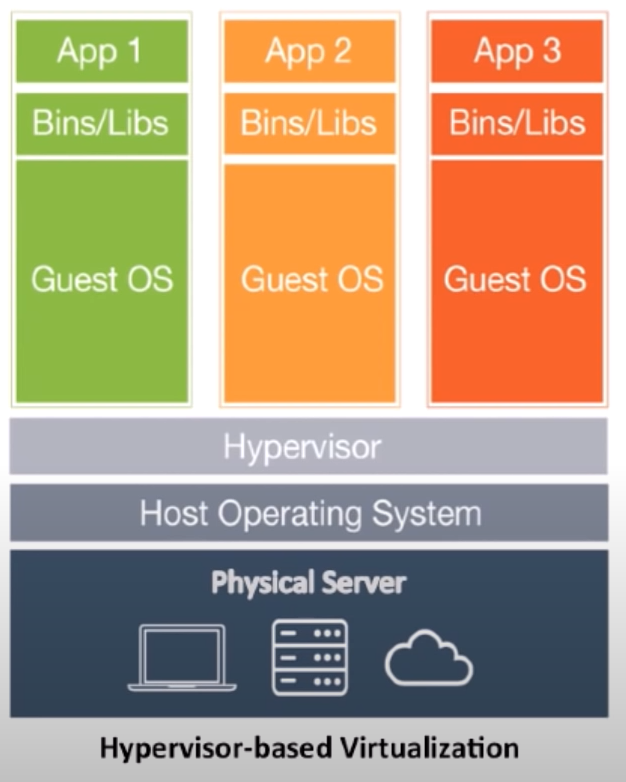 App 1
App 2
App 3
Bins/Libs
Bins/Libs
Bins/Libs
Guest OS
Guest OS
Guest OS
Hypervisor
Host Operating System
Physical Server
Hypervisor-based Virtualization